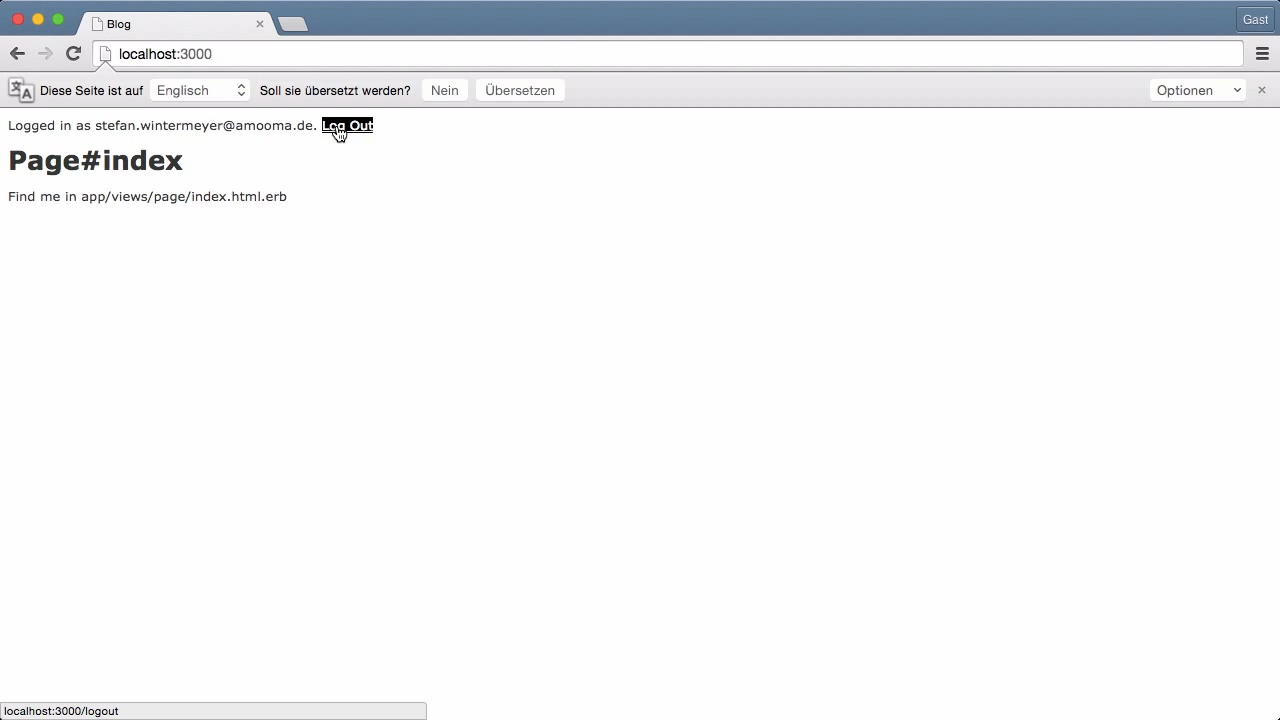 Blog
Gast
localhost:3000
Diese Seite ist auf Englisch Soll sie übersetzt werden? Nein Übersetzen Optionen
Logged in as stefan.wintermeyer@amooma.de. Log Out
Page#index
Find me in app/views/page/index.html.erb
localhost:3000/logout